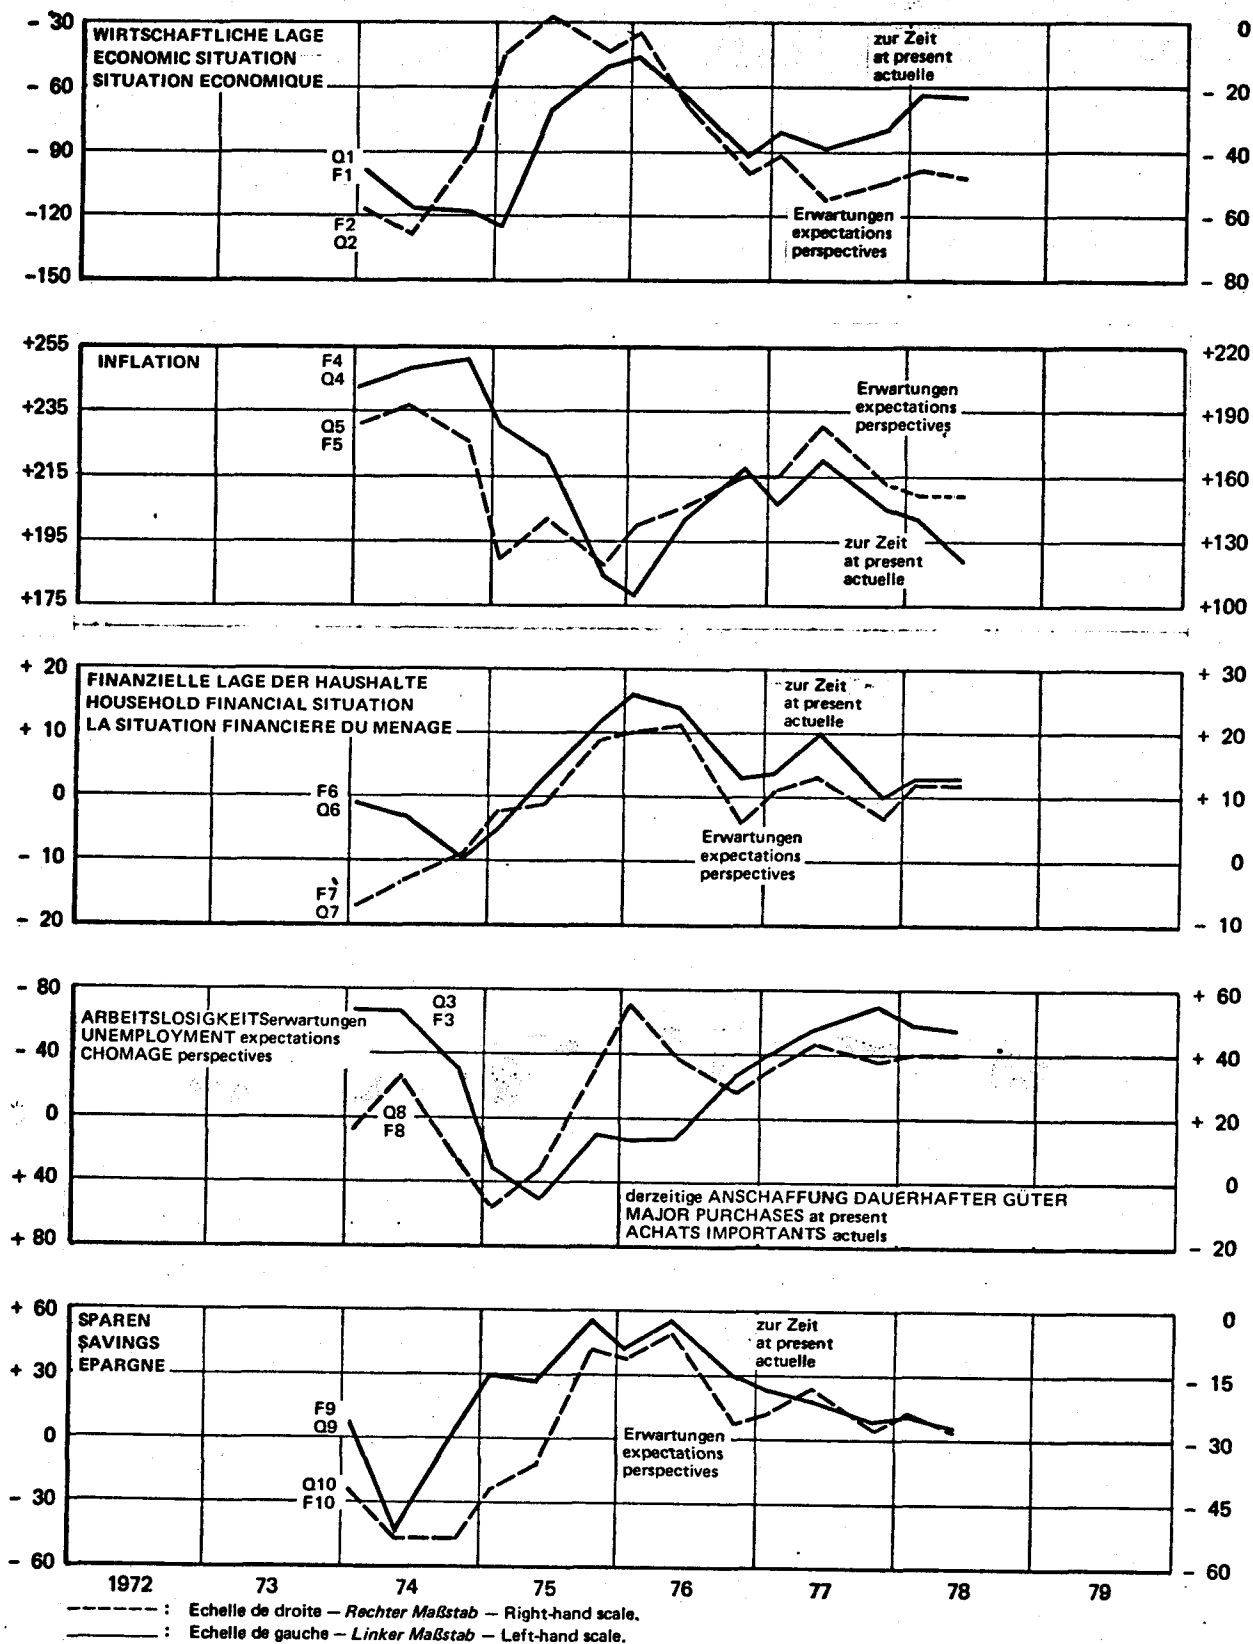 - 30
WIRTSCHAFTLICHE LAGE
ECONOMIC SITUATION
SITUATION ECONOMIQUE
zur Zeit
at present
actuelle
0
- 60
- 20
- 90
Q1
F1
- 40
-120
F2
Q2
Erwartungen
expectations
perspectives
- 60
-150
- 80
+255
INFLATION
F4
Q4
+220
+235
Q5
F5
Erwartungen
expectations
perspectives
+190
+215
+160
+195
zur Zeit
at present
actuelle
+130
+175
+100
+ 20
FINANZIELLE LAGE DER HAUSHALTE
HOUSEHOLD FINANCIAL SITUATION
LA SITUATION FINANCIERE DU MENAGE
zur Zeit
at present
actuelle
+ 30
+ 10
+ 20
0
F6
Q6
+ 10
Erwartungen
expectations
perspectives
- 10
0
F7
Q7
- 20
- 10
- 80
Q3
F3
+ 60
ARBEITSLOSIGKEITSerwartungen
UNEMPLOYMENT expectations
CHOMAGE perspectives
- 40
+ 40
0
Q8
F8
+ 20
+ 40
0
derzeitige ANSCHAFFUNG DAUERHAFTER GÜTER
MAJOR PURCHASES at present
ACHATS IMPORTANTS actuels
+ 80
- 20
+ 60
SPAREN
SAVINGS
EPARGNE
zur Zeit
at present
actuelle
0
+ 30
- 15
F9
Q9
0
Erwartungen
expectations
perspectives
- 30
Q10
F10
- 30
- 45
- 60
- 60
1972 73 74 75 76 77 78 79
: Echelle de droite — Rechter Maßstab — Right-hand scale.
: Echelle de gauche — Linker Maßstab — Left-hand scale.